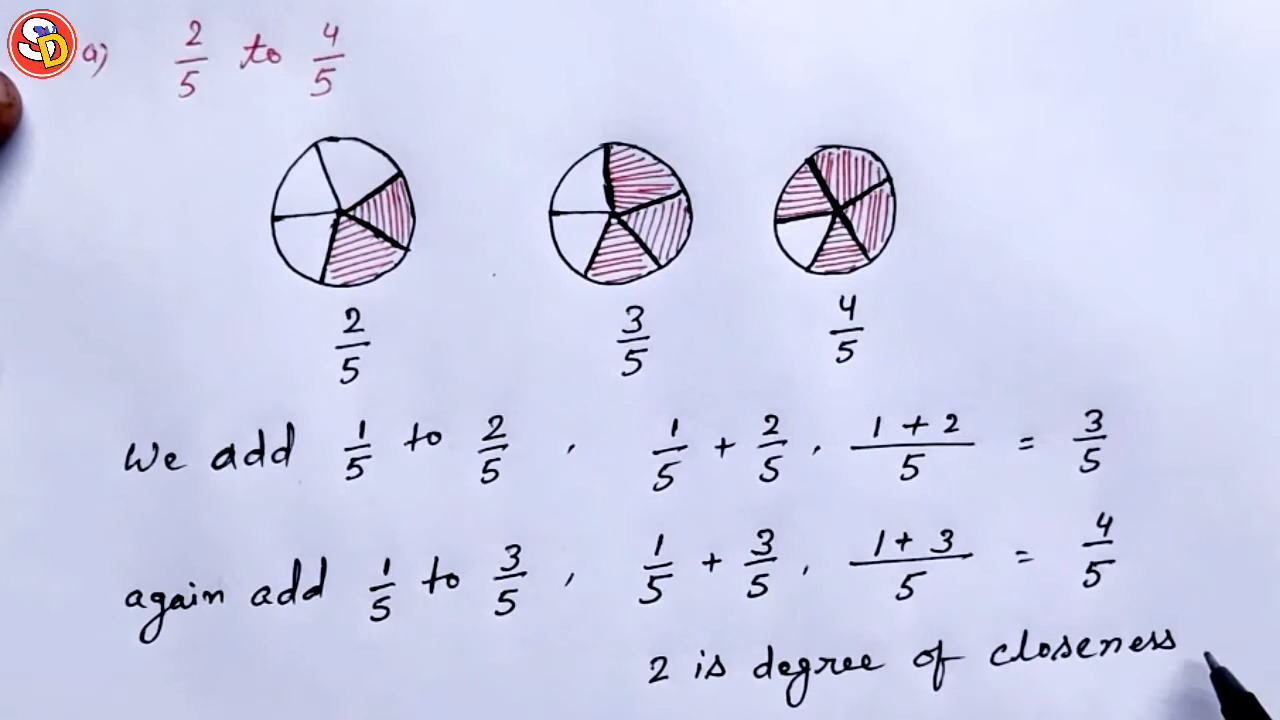 SD
a) 2/5 to 4/5
2/5 3/5 4/5
We add 1/5 to 2/5 , 1/5 + 2/5 , 1+2/5 = 3/5
again add 1/5 to 3/5 , 1/5 + 3/5 , 1+3/5 = 4/5
2 is degree of closeness